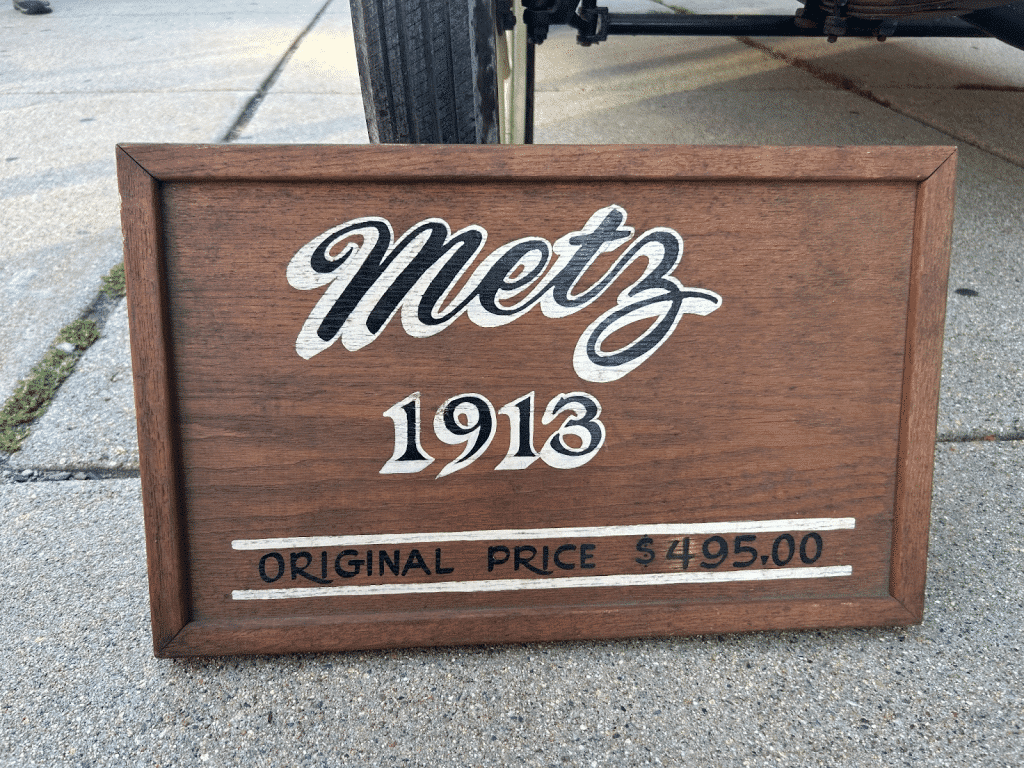 Metz
1913
ORIGINAL PRICE $495.00